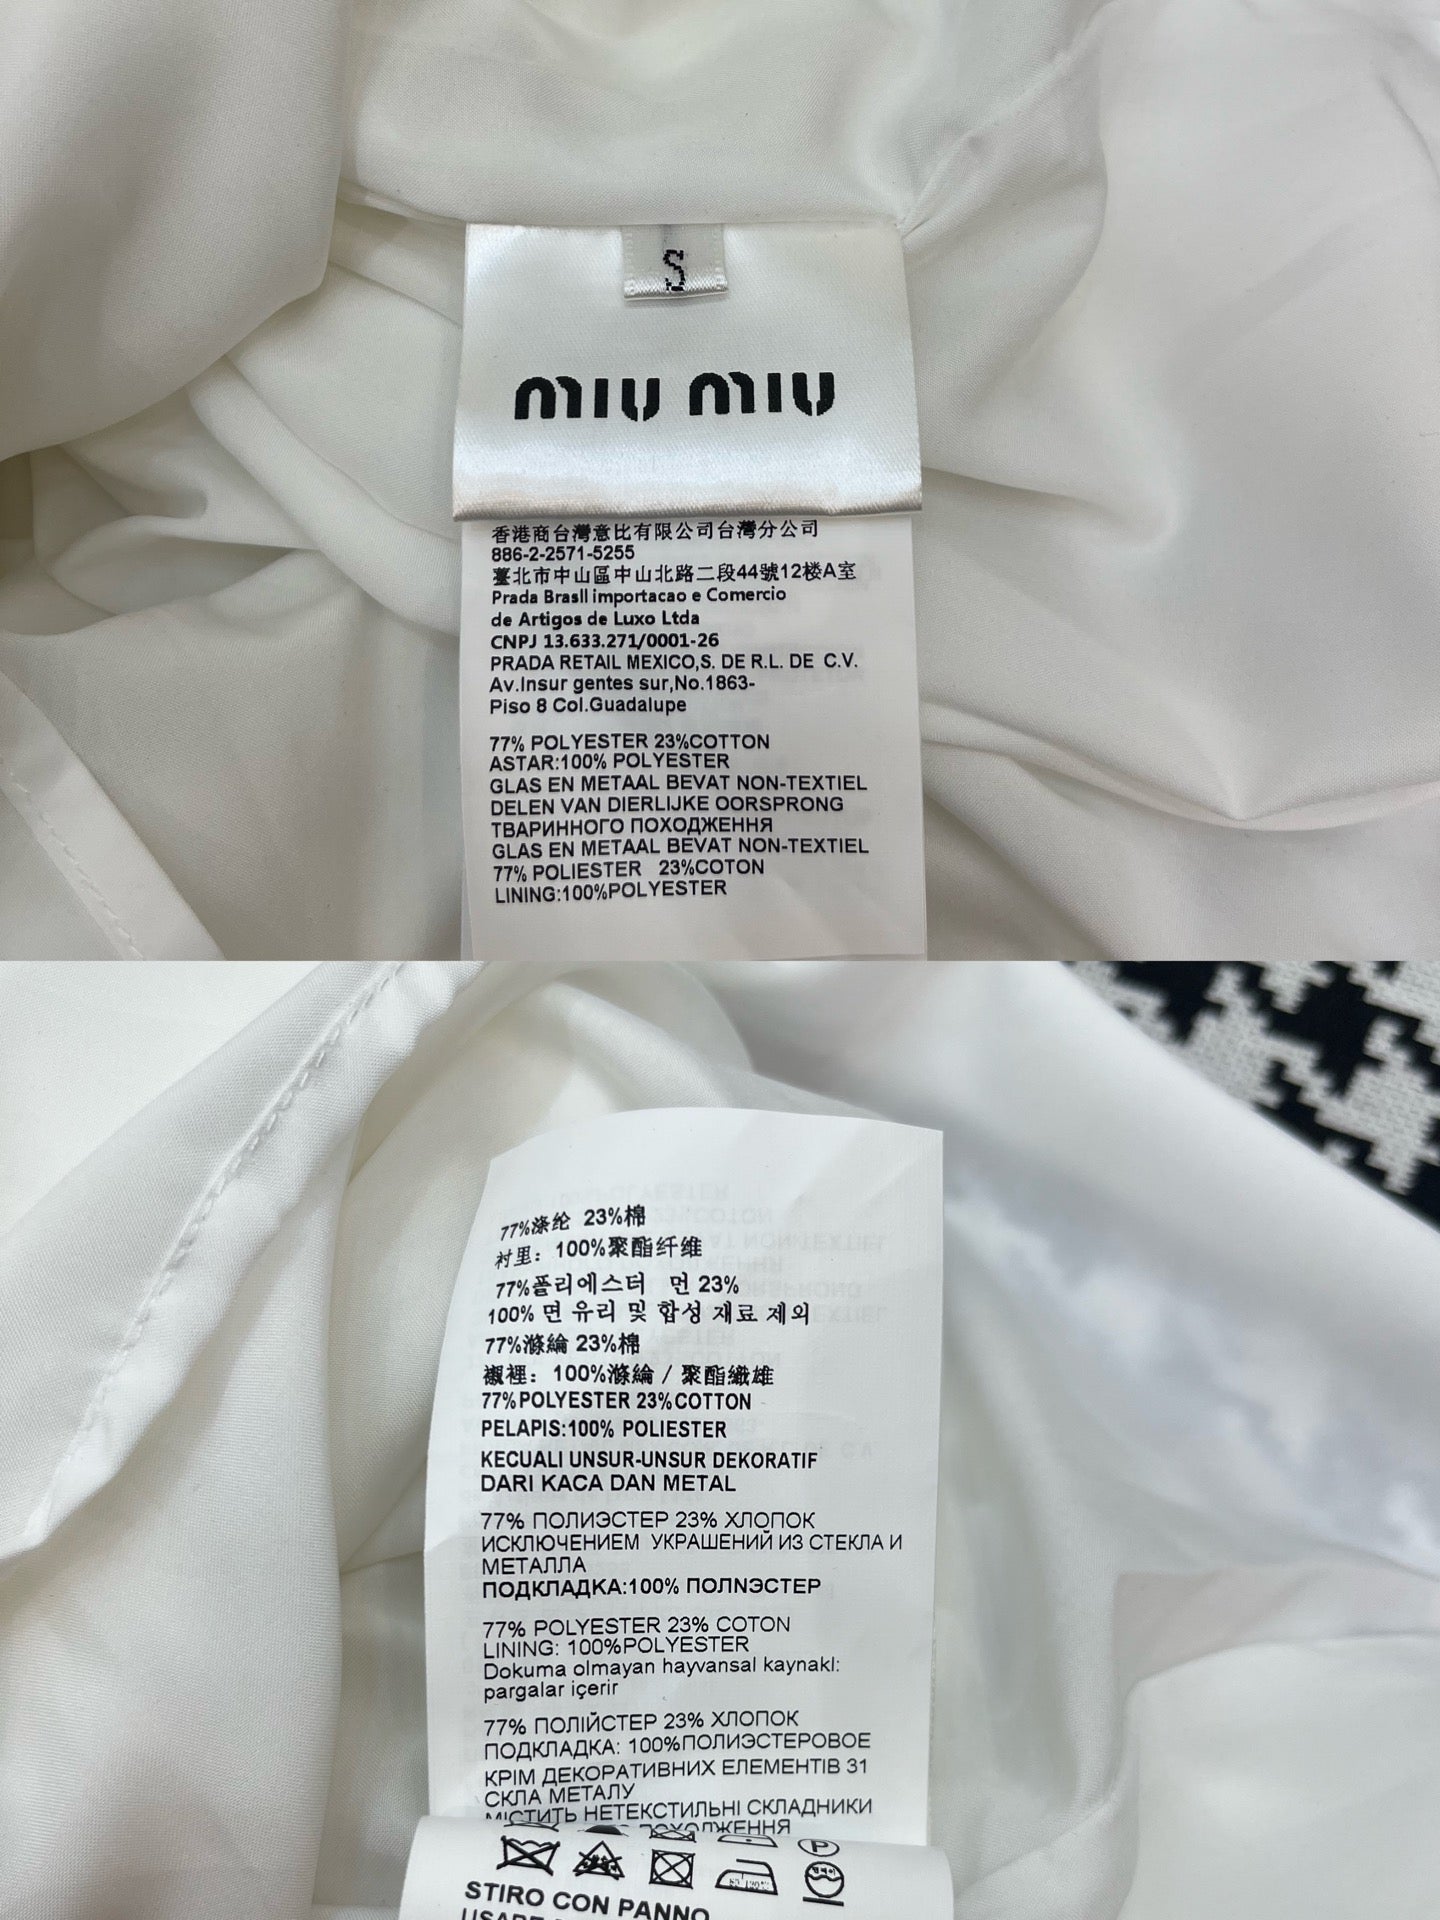 S
MIU MIU
香港商台灣意比有限公司台灣分公司
886-2-2571-5255
臺北市中山區中山北路二段44號12楼A室
Prada Brasll importacao e Comercio
de Artigos de Luxo Ltda
CNPJ 13.633.271/0001-26
PRADA RETAIL MEXICO,S. DE R.L. DE C.V.
Av.Insur gentes sur,No.1863-
Piso 8 Col.Guadalupe
77% POLYESTER 23%COTTON
ASTAR:100% POLYESTER
GLAS EN METAAL BEVAT NON-TEXTIEL
DELEN VAN DIERLIJKE OORSPRONG
ТВАРИННОГО ПОХОДЖЕННЯ
GLAS EN METAAL BEVAT NON-TEXTIEL
77% POLIESTER 23%COTON
LINING:100%POLYESTER
77%涤纶 23%棉
衬里：100%聚酯纤维
77%폴리에스터 먼 23%
100% 면 유리 및 합성 재료 제외
77%滌綸 23%棉
襯裡：100%滌綸 / 聚酯織雄
77%POLYESTER 23%COTTON
PELAPIS:100% POLIESTER
KECUALI UNSUR-UNSUR DEKORATIF
DARI KACA DAN METAL
77% ПОЛИЭСТЕР 23% ХЛОПОК
ИСКЛЮЧЕНИЕМ УКРАШЕНИЙ ИЗ СТЕКЛА И
МЕТАЛЛА
ПОДКЛАДКА:100% ПОЛNЭСТЕР
77% POLYESTER 23% COTON
LINING: 100%POLYESTER
Dokuma olmayan hayvansal kaynakl:
pargalar içerir
77% ПОЛІЙСТЕР 23% ХЛОПОК
ПОДКЛАДКА: 100%ПОЛИЭСТЕРОВОЕ
КРІМ ДЕКОРАТИВНИХ ЕЛЕМЕНТІВ 31
СКЛА МЕТАЛУ
МІСТИТЬ НЕТЕКСТИЛЬНІ СКЛАДНИКИ
ПОХОДЖЕННЯ
P
STIRO CON PANNO